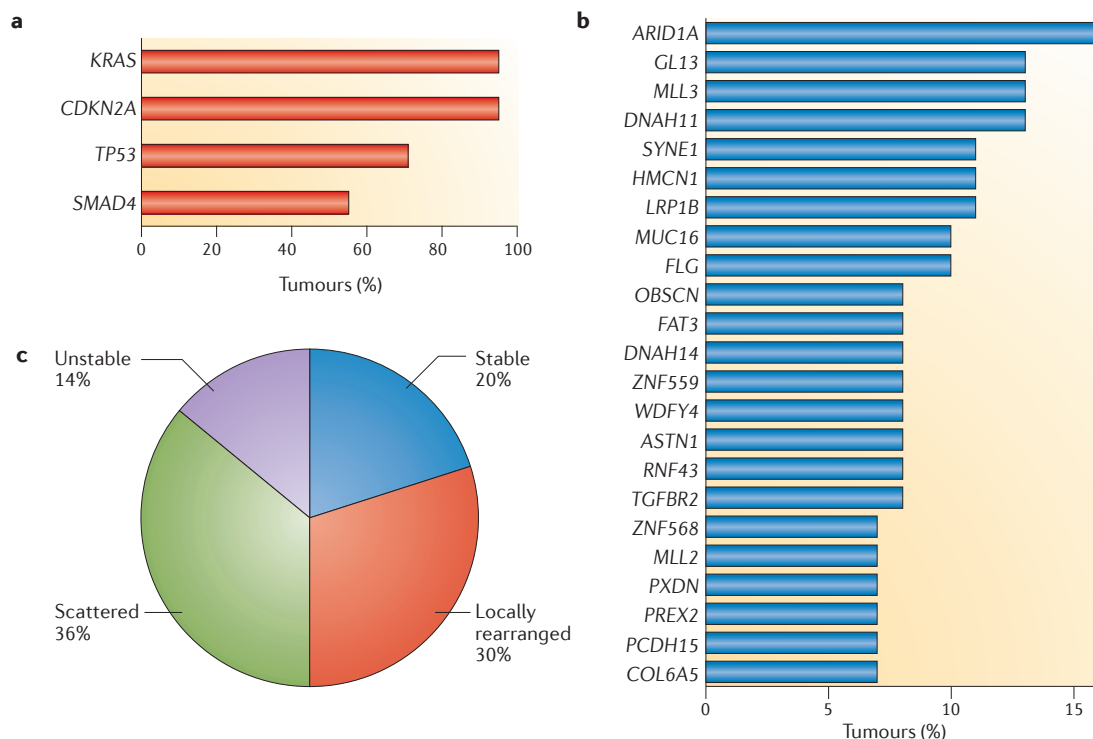 a
KRAS
CDKN2A
TP53
SMAD4
0 20 40 60 80 100
Tumours (%)
b
ARID1A
GL13
MLL3
DNAH11
SYNE1
HMCN1
LRP1B
MUC16
FLG
OBSCN
FAT3
DNAH14
ZNF559
WDFY4
ASTN1
RNF43
TGFBR2
ZNF568
MLL2
PXDN
PREX2
PCDH15
COL6A5
0 5 10 15
Tumours (%)
c
Unstable
14%
Stable
20%
Scattered
36%
Locally
rearranged
30%